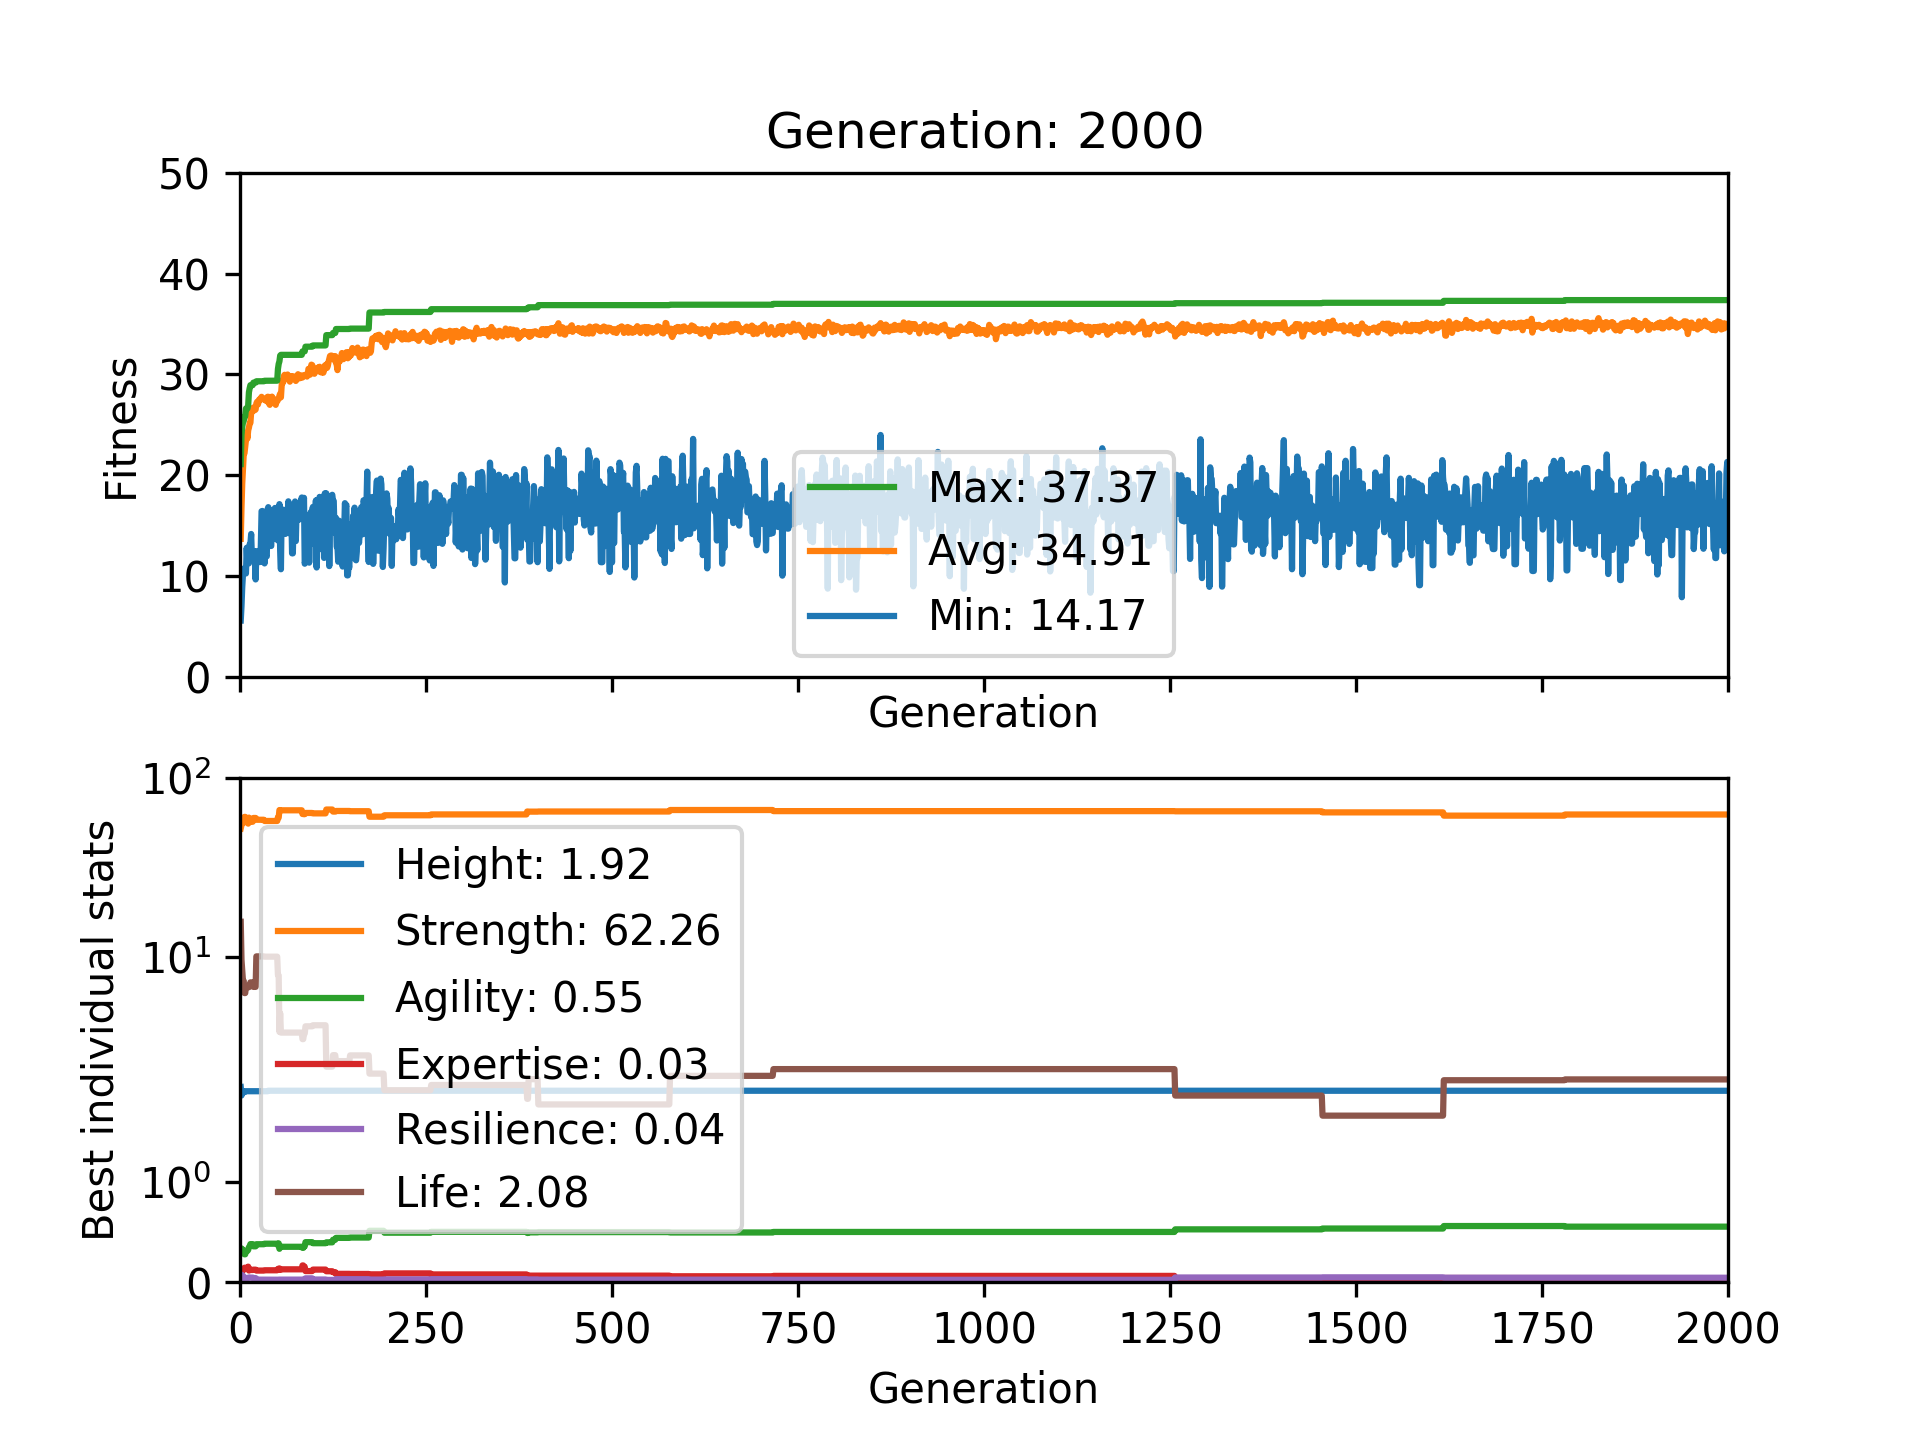 Generation: 2000
50
40
30
20
10
0
Fitness
Max: 37.37
Avg: 34.91
Min: 14.17
Generation
10²
10¹
10⁰
0
Best individual stats
Height: 1.92
Strength: 62.26
Agility: 0.55
Expertise: 0.03
Resilience: 0.04
Life: 2.08
0 250 500 750 1000 1250 1500 1750 2000
Generation